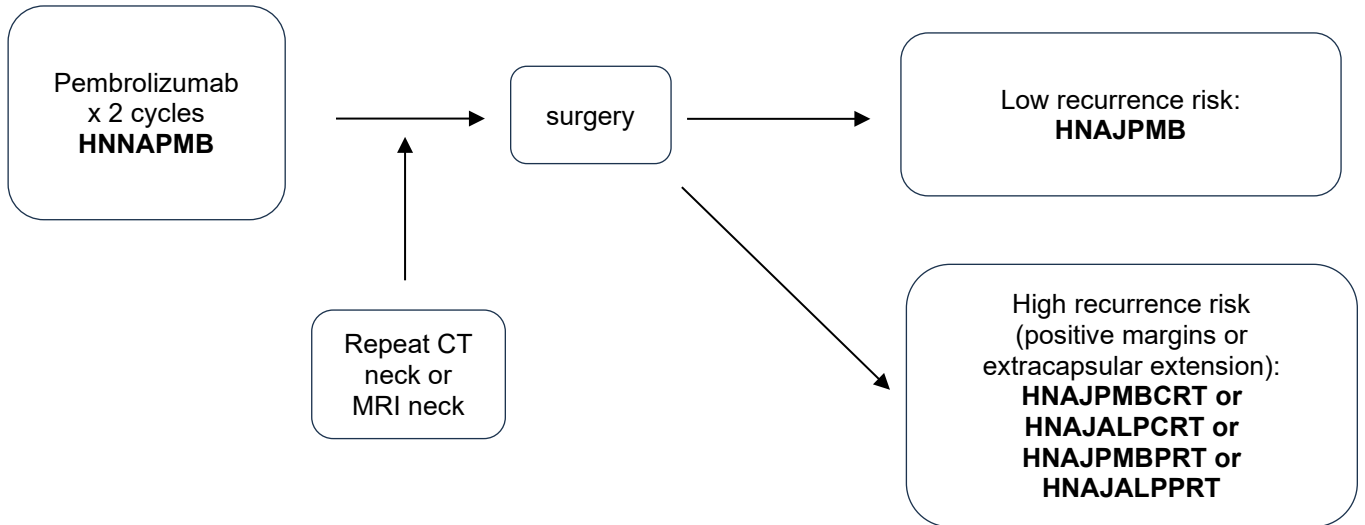 Pembrolizumab
x 2 cycles
HNNAPMB
surgery
Low recurrence risk:
HNAJPMB
Repeat CT
neck or
MRI neck
High recurrence risk
(positive margins or
extracapsular extension):
HNAJPMBCRT or
HNAJALPCRT or
HNAJPMBPRT or
HNAJALPPRT